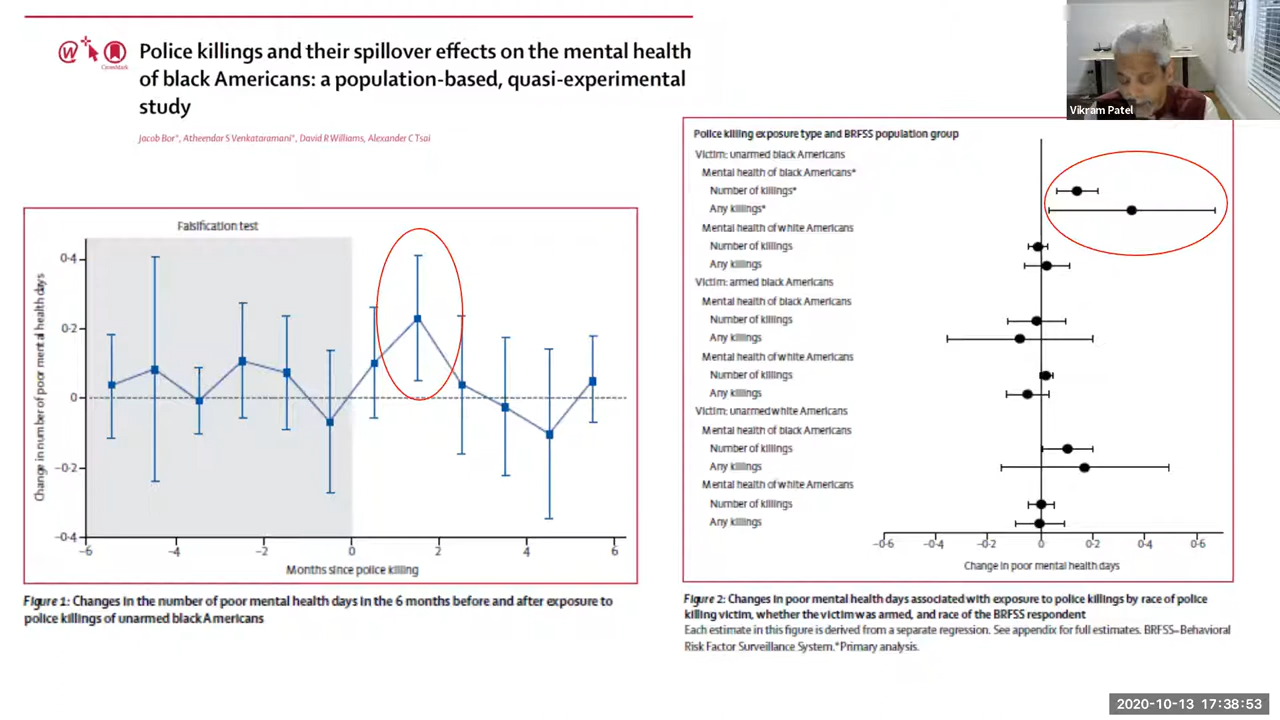 Police killings and their spillover effects on the mental health
of black Americans: a population-based, quasi-experimental
study
CrossMark
Jacob Bor*, Atheendar S Venkataramani*, David R Williams, Alexander C Tsai
Vikram Patel
Falsification test
0·4
0·2
0
−0·2
−0·4
Change in number of poor mental health days
−6
−4
−2
0
2
4
6
Months since police killing
Figure 1: Changes in the number of poor mental health days in the 6 months before and after exposure to
police killings of unarmed black Americans
Police killing exposure type and BRFSS population group
Victim: unarmed black Americans
Mental health of black Americans*
Number of killings*
Any killings*
Mental health of white Americans
Number of killings
Any killings
Victim: armed black Americans
Mental health of black Americans
Number of killings
Any killings
Mental health of white Americans
Number of killings
Any killings
Victim: unarmed white Americans
Mental health of black Americans
Number of killings
Any killings
Mental health of white Americans
Number of killings
Any killings
−0·6
−0·4
−0·2
0
0·2
0·4
0·6
Change in poor mental health days
Figure 2: Changes in poor mental health days associated with exposure to police killings by race of police
killing victim, whether the victim was armed, and race of the BRFSS respondent
Each estimate in this figure is derived from a separate regression. See appendix for full estimates. BRFSS=Behavioral
Risk Factor Surveillance System.*Primary analysis.
2020-10-13 17:38:53